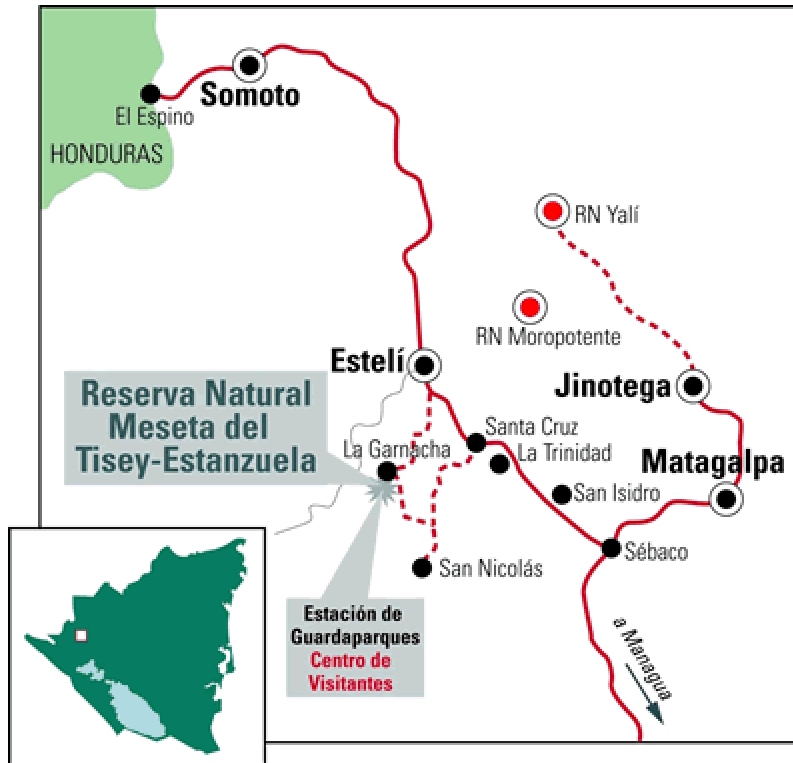 Somoto
El Espino
HONDURAS
RN Yalí
RN Moropotente
Estelí
Jinotega
Reserva Natural
Meseta del
Tisey-Estanzuela
Santa Cruz
La Garnacha
La Trinidad
Matagalpa
San Isidro
Sébaco
San Nicolás
Estación de
Guardaparques
Centro de
Visitantes
a Managua